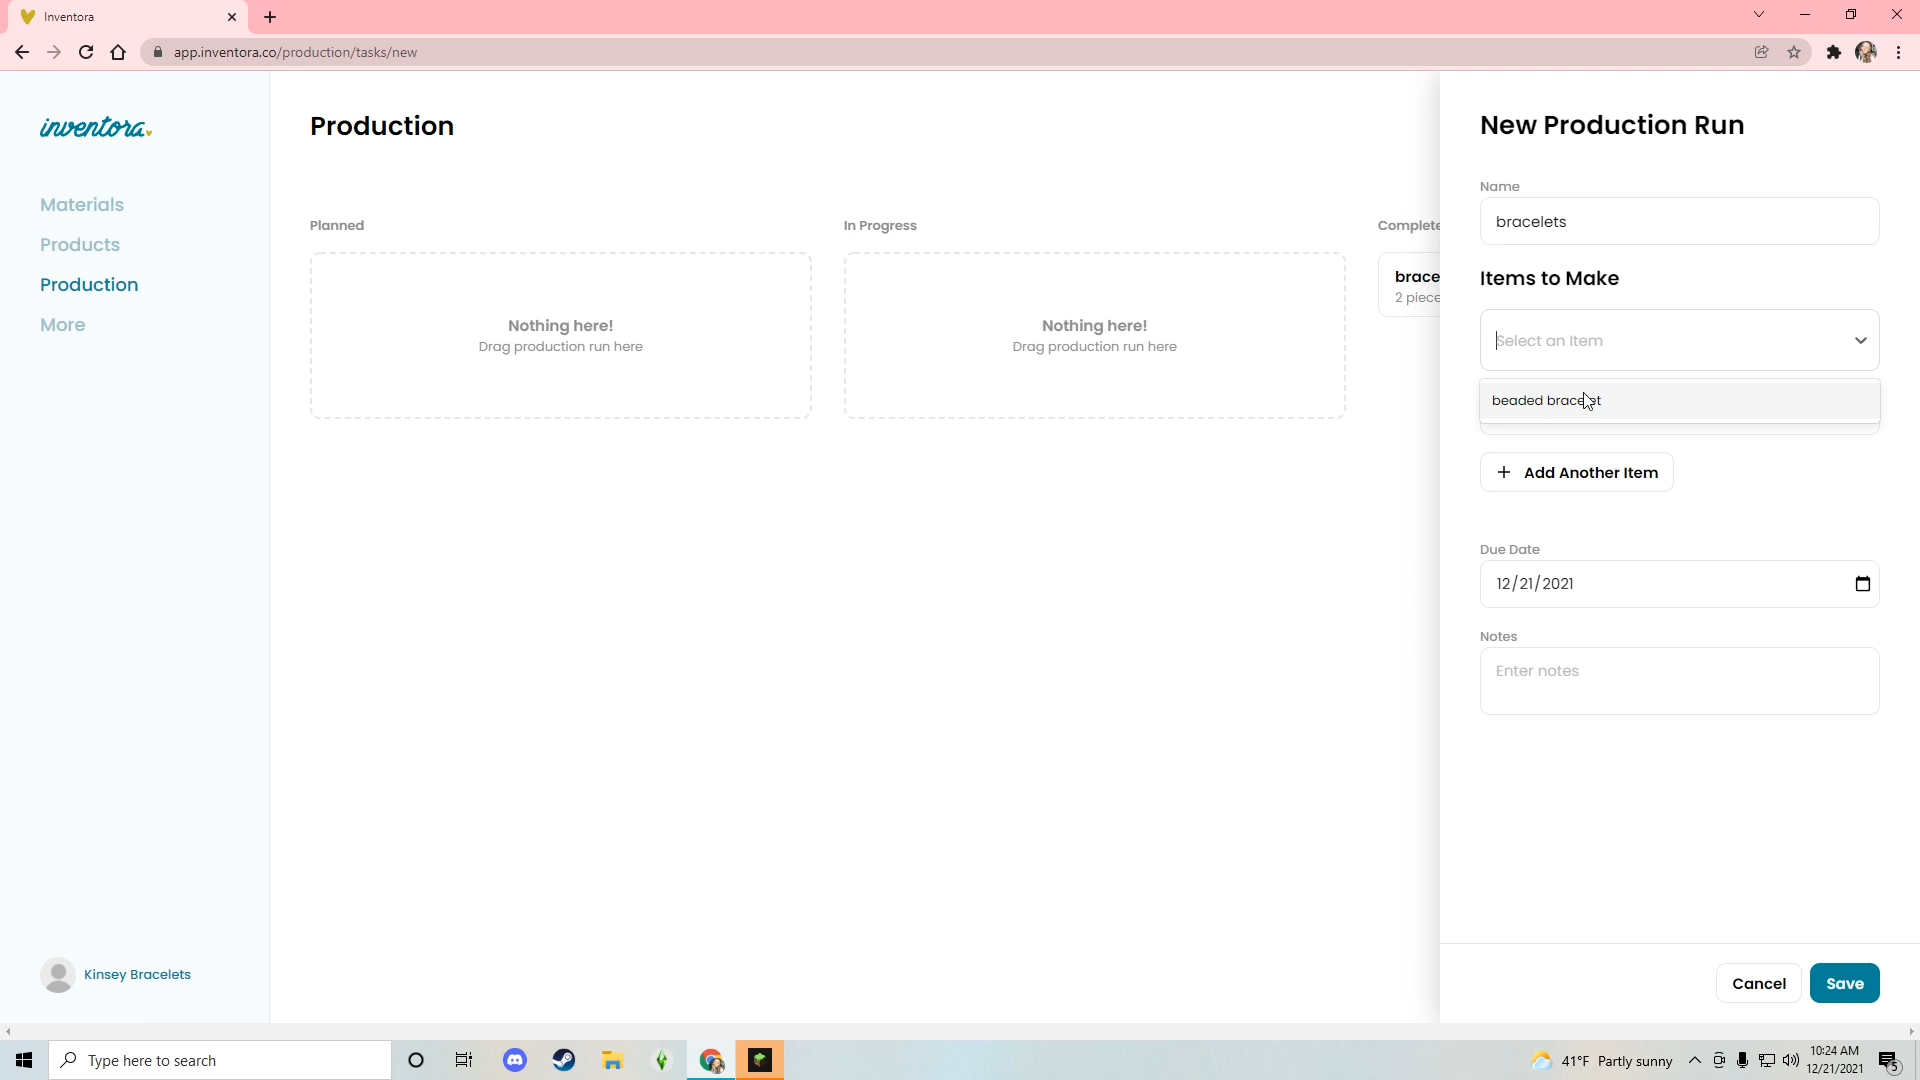 Inventora
app.inventora.co/production/tasks/new
inventora
Materials
Products
Production
More
Kinsey Bracelets
Production
Planned
In Progress
Complete
Nothing here!
Drag production run here
Nothing here!
Drag production run here
brace
2 piece
New Production Run
Name
bracelets
Items to Make
Select an Item
beaded bracelet
+ Add Another Item
Due Date
12/21/2021
Notes
Enter notes
Cancel
Save
Type here to search
41°F Partly sunny
10:24 AM
12/21/2021
5